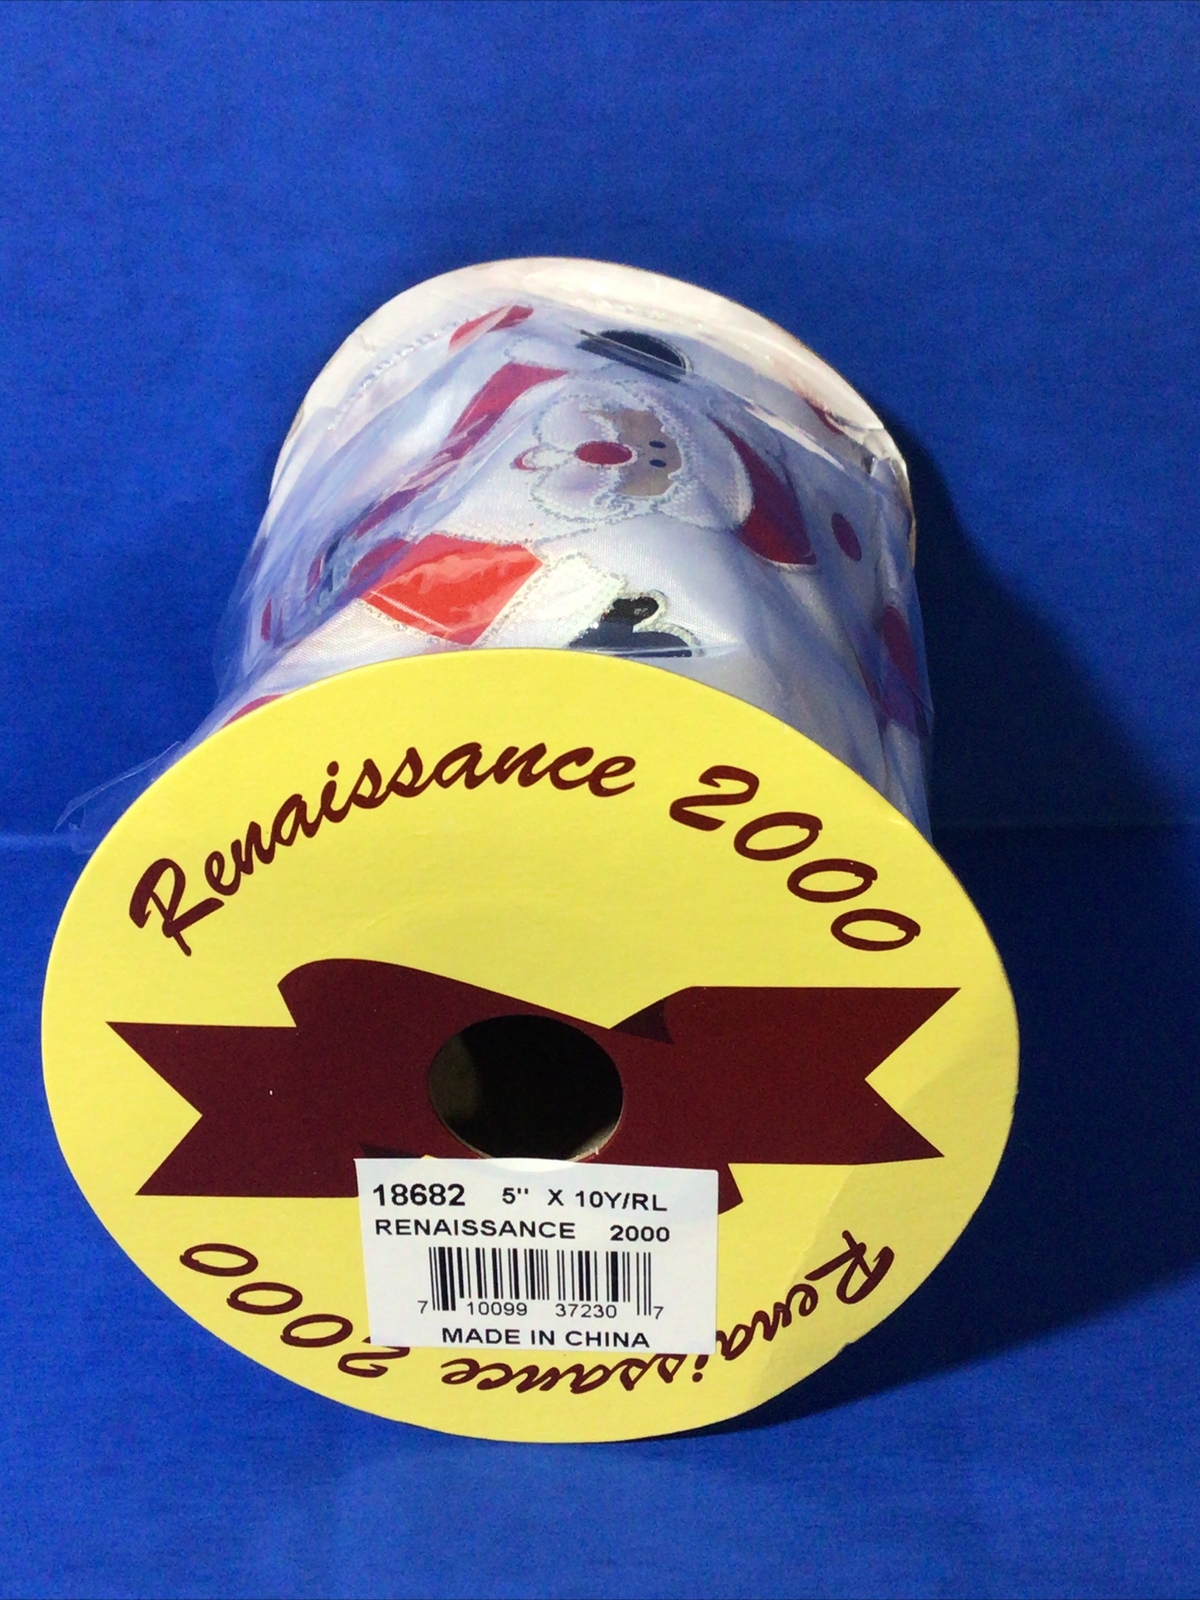 Renaissance 2000
18682 5" X 10Y/RL
RENAISSANCE 2000
7 10099 37230 7
MADE IN CHINA
Renaissance 2000